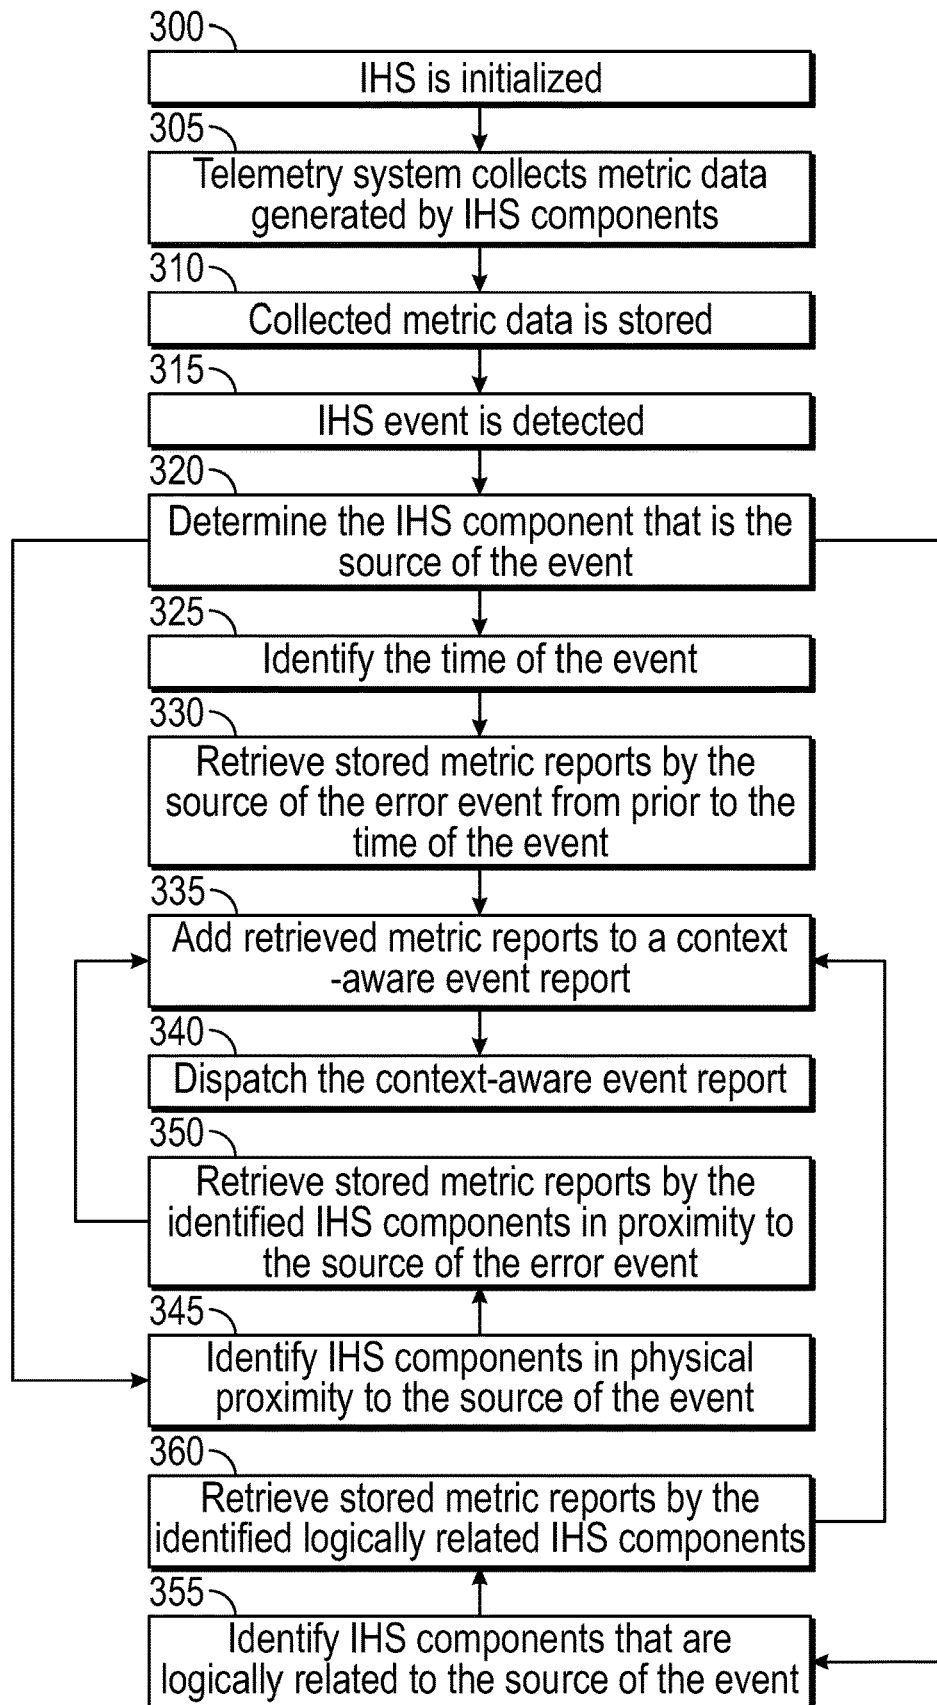 300
IHS is initialized
305
Telemetry system collects metric data
generated by IHS components
310
Collected metric data is stored
315
IHS event is detected
320
Determine the IHS component that is the
source of the event
325
Identify the time of the event
330
Retrieve stored metric reports by the
source of the error event from prior to the
time of the event
335
Add retrieved metric reports to a context
-aware event report
340
Dispatch the context-aware event report
350
Retrieve stored metric reports by the
identified IHS components in proximity to
the source of the error event
345
Identify IHS components in physical
proximity to the source of the event
360
Retrieve stored metric reports by the
identified logically related IHS components
355
Identify IHS components that are
logically related to the source of the event